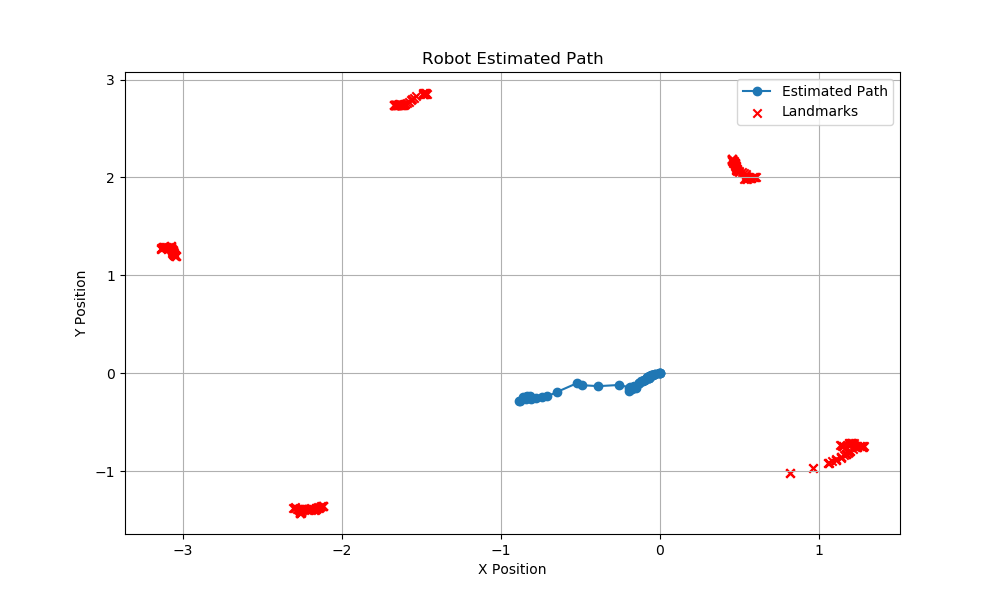 Robot Estimated Path
Estimated Path
Landmarks
3
2
1
0
−1
Y Position
−3
−2
−1
0
1
X Position